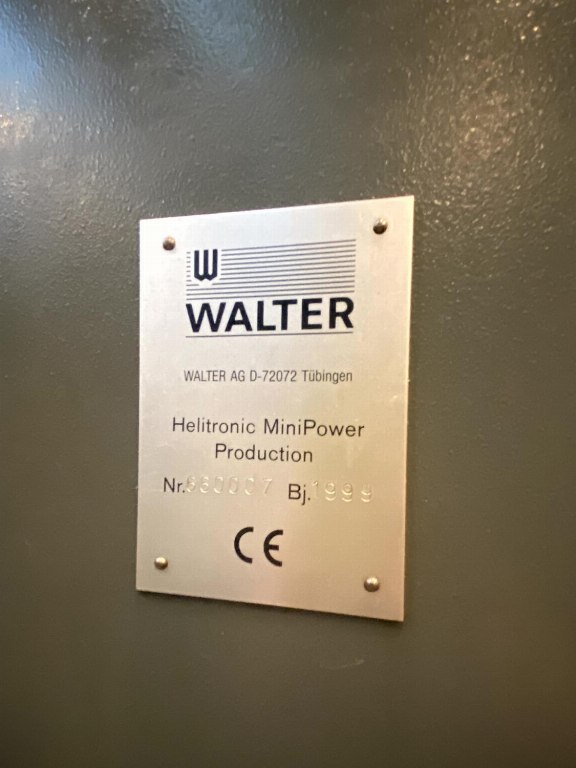 W
WALTER
WALTER AG D-72072 Tübingen
Helitronic MiniPower
Production
Nr. Bj.1999
CE